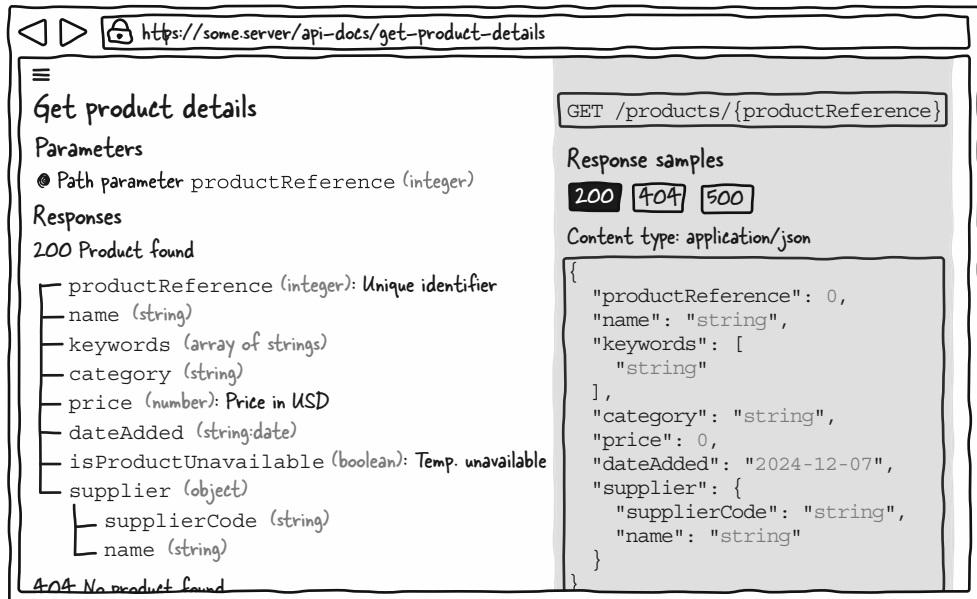 https://some.server/api-docs/get-product-details
Get product details
Parameters
Path parameter productReference (integer)
Responses
200 Product found
productReference (integer): Unique identifier
name (string)
keywords (array of strings)
category (string)
price (number): Price in USD
dateAdded (string:date)
isProductUnavailable (boolean): Temp. unavailable
supplier (object)
supplierCode (string)
name (string)
404 No product found
GET /products/{productReference}
Response samples
200 404 500
Content type: application/json
{
"productReference": 0,
"name": "string",
"keywords": [
"string"
],
"category": "string",
"price": 0,
"dateAdded": "2024-12-07",
"supplier": {
"supplierCode": "string",
"name": "string"
}
}